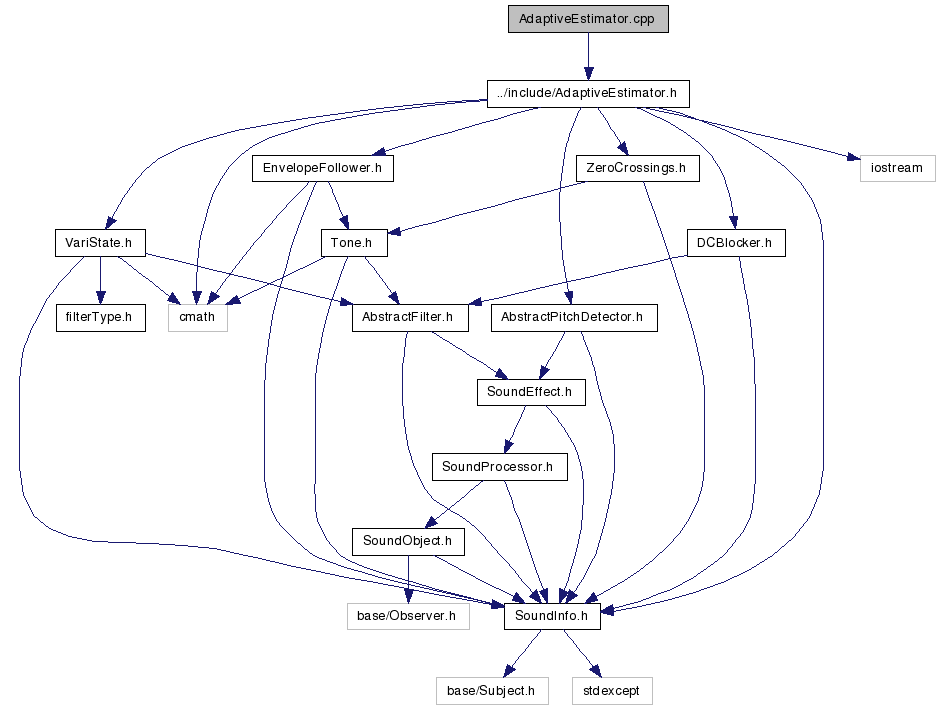 AdaptiveEstimator.cpp
../include/AdaptiveEstimator.h
EnvelopeFollower.h
ZeroCrossings.h
iostream
VariState.h
Tone.h
DCBlocker.h
filterType.h
cmath
AbstractFilter.h
AbstractPitchDetector.h
SoundEffect.h
SoundProcessor.h
SoundObject.h
base/Observer.h
SoundInfo.h
base/Subject.h
stdexcept